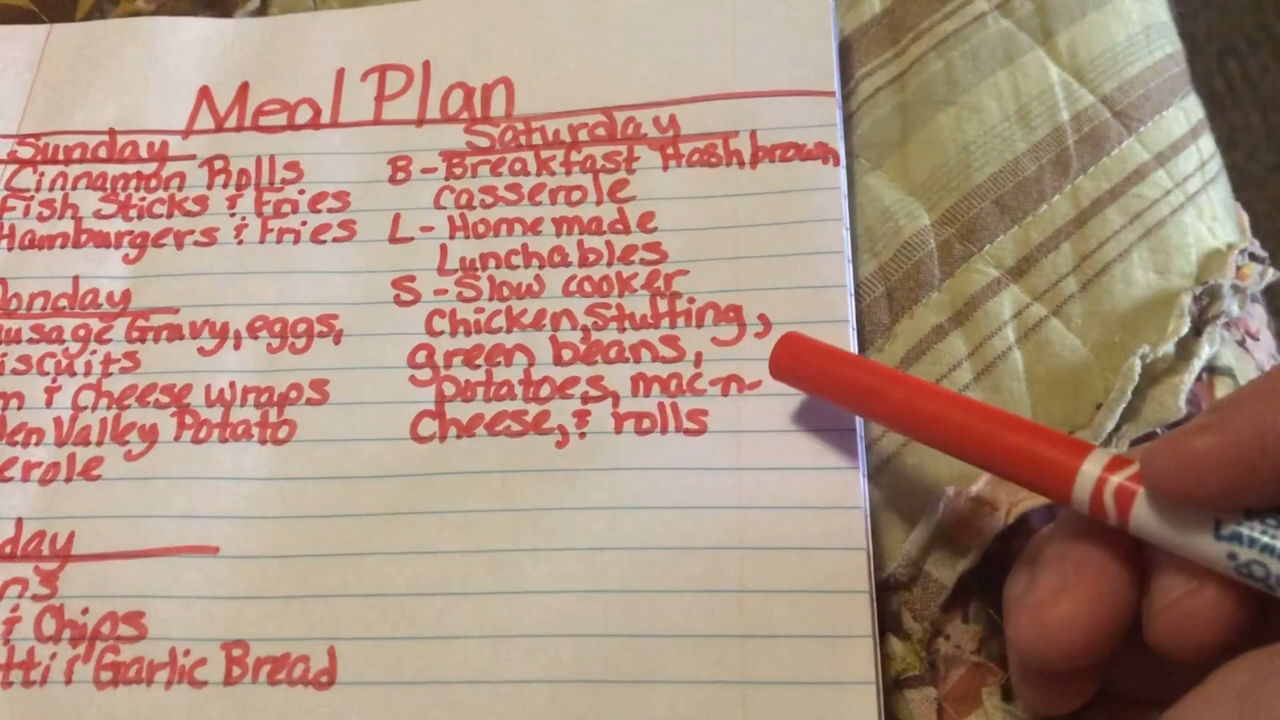 Meal Plan
Sunday
Cinnamon Rolls
Fish Sticks & Fries
Hamburgers & Fries
onday
usage Gravy, eggs,
iscuits
m & cheese wraps
en Valley Potato
erole
day
ns
& Chips
tti & Garlic Bread
Saturday
B - Breakfast Hashbrown
casserole
L - Homemade
Lunchables
S - Slow cooker
chicken, stuffing,
green beans,
potatoes, mac-n-
cheese, & rolls